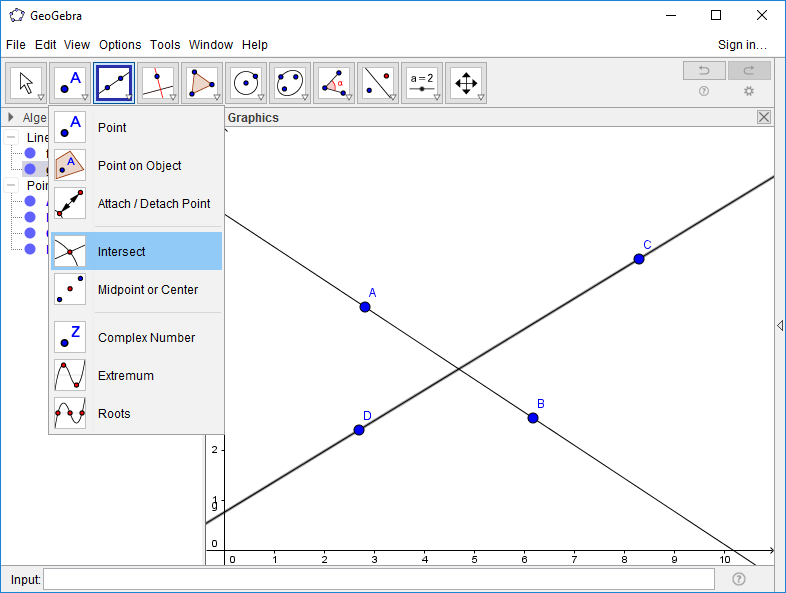 GeoGebra
File Edit View Options Tools Window Help Sign in…
A a = 2 α
Alge Graphics
Line
Poin
A Point
A Point on Object
Attach / Detach Point
Intersect
Midpoint or Center
Z Complex Number
Extremum
Roots
C
A
B
D
2
1
g
0
0 1 2 3 4 5 6 7 8 9 10
Input: